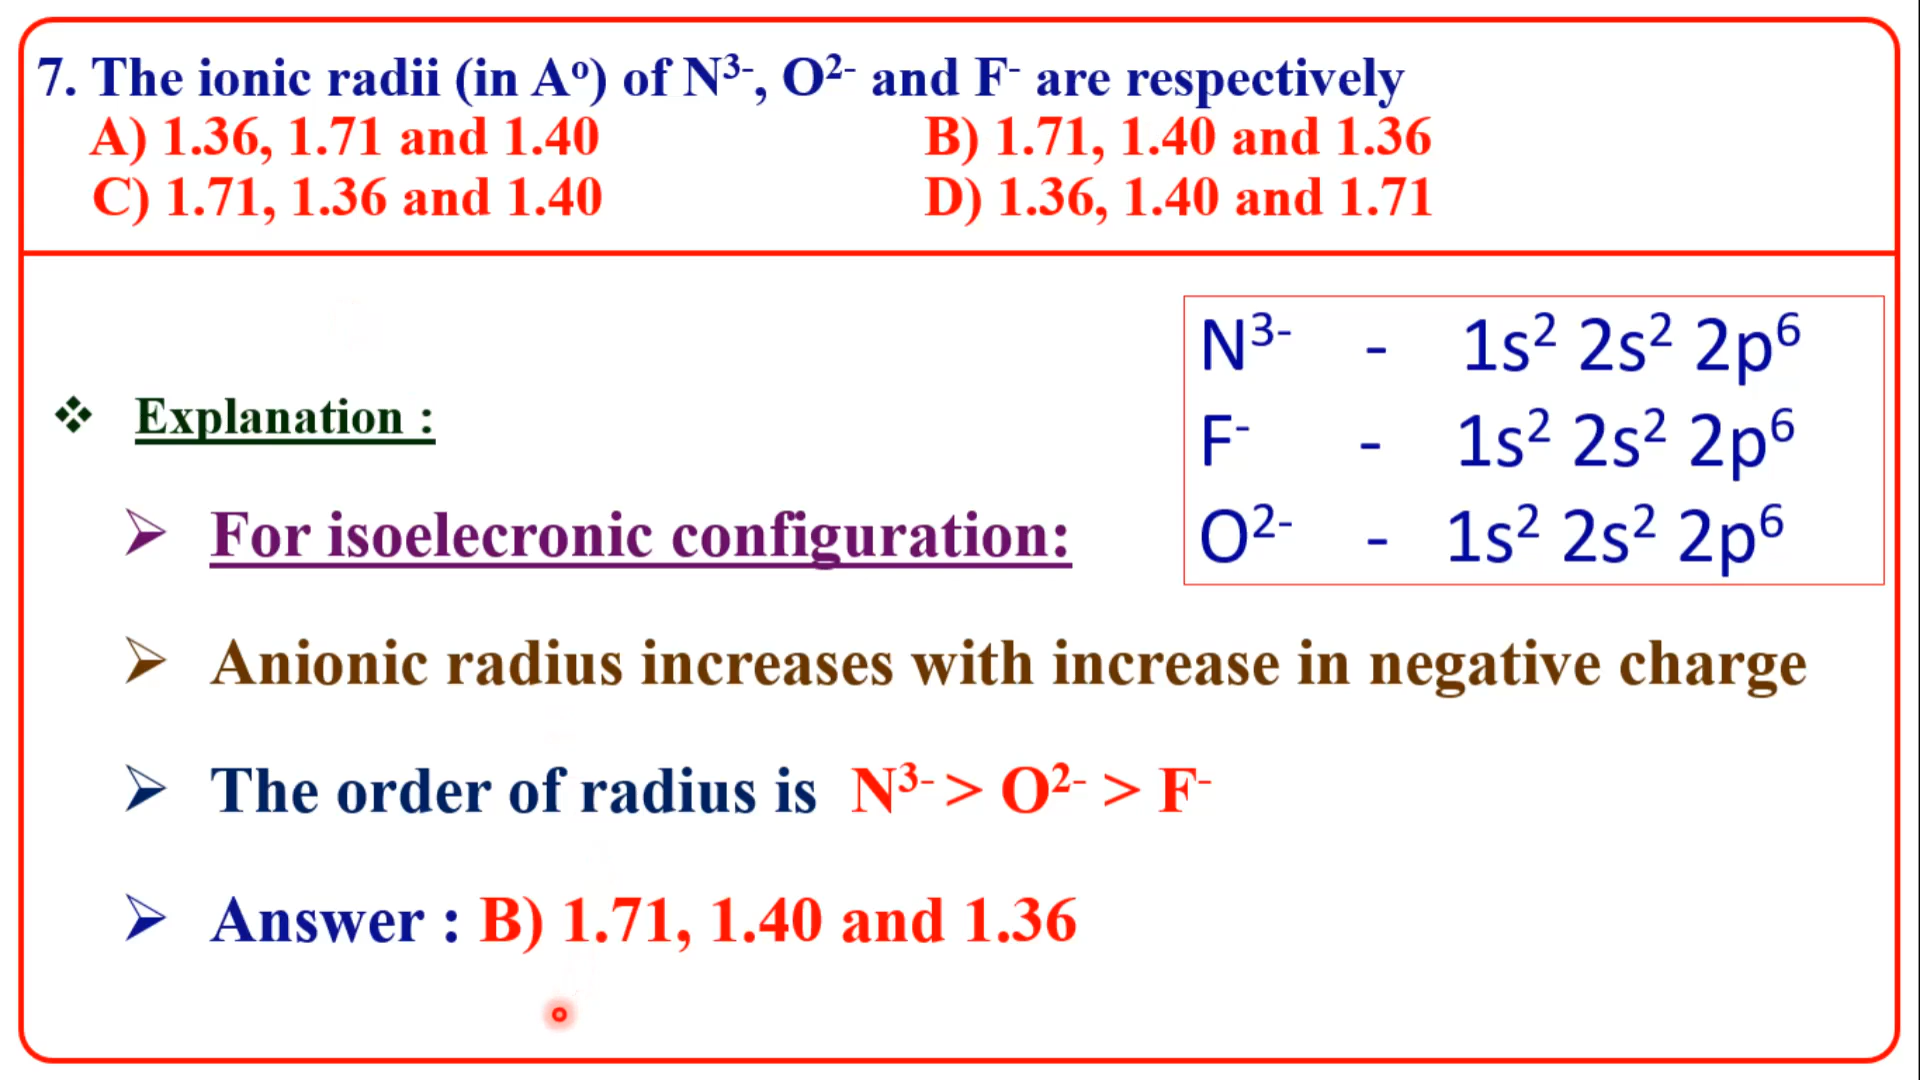 7. The ionic radii (in Aº) of N³⁻, O²⁻ and F⁻ are respectively
A) 1.36, 1.71 and 1.40 B) 1.71, 1.40 and 1.36
C) 1.71, 1.36 and 1.40 D) 1.36, 1.40 and 1.71
N³⁻ - 1s² 2s² 2p⁶
F⁻ - 1s² 2s² 2p⁶
O²⁻ - 1s² 2s² 2p⁶
❖ Explanation :
➢ For isoelecronic configuration:
➢ Anionic radius increases with increase in negative charge
➢ The order of radius is N³⁻ > O²⁻ > F⁻
➢ Answer : B) 1.71, 1.40 and 1.36